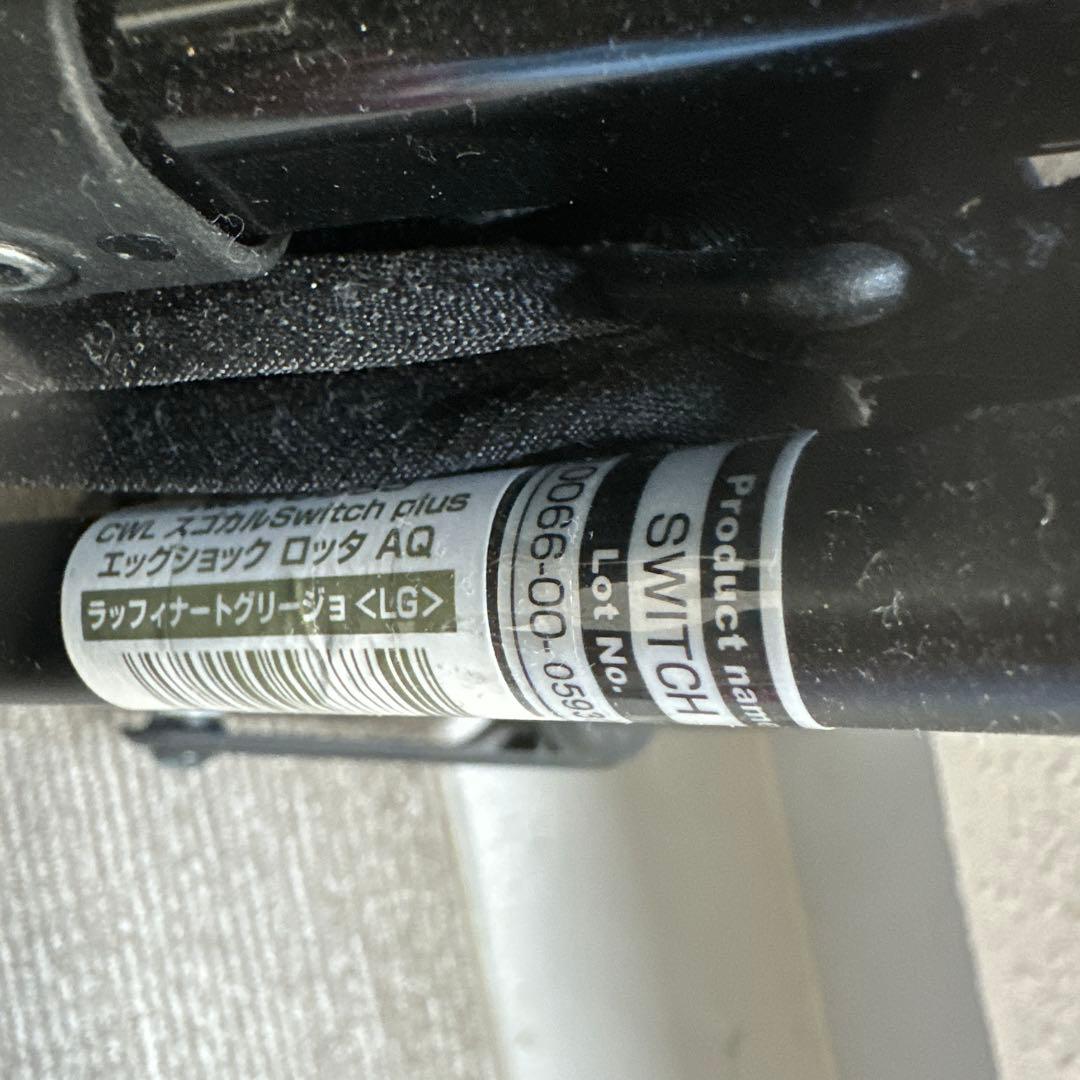 CWL スゴカルSwitch plus
エッグショック ロッタ AQ
ラッフィナートグリージョ<LG>
Product name
SWITCH
Lot No.
0066-00-0593